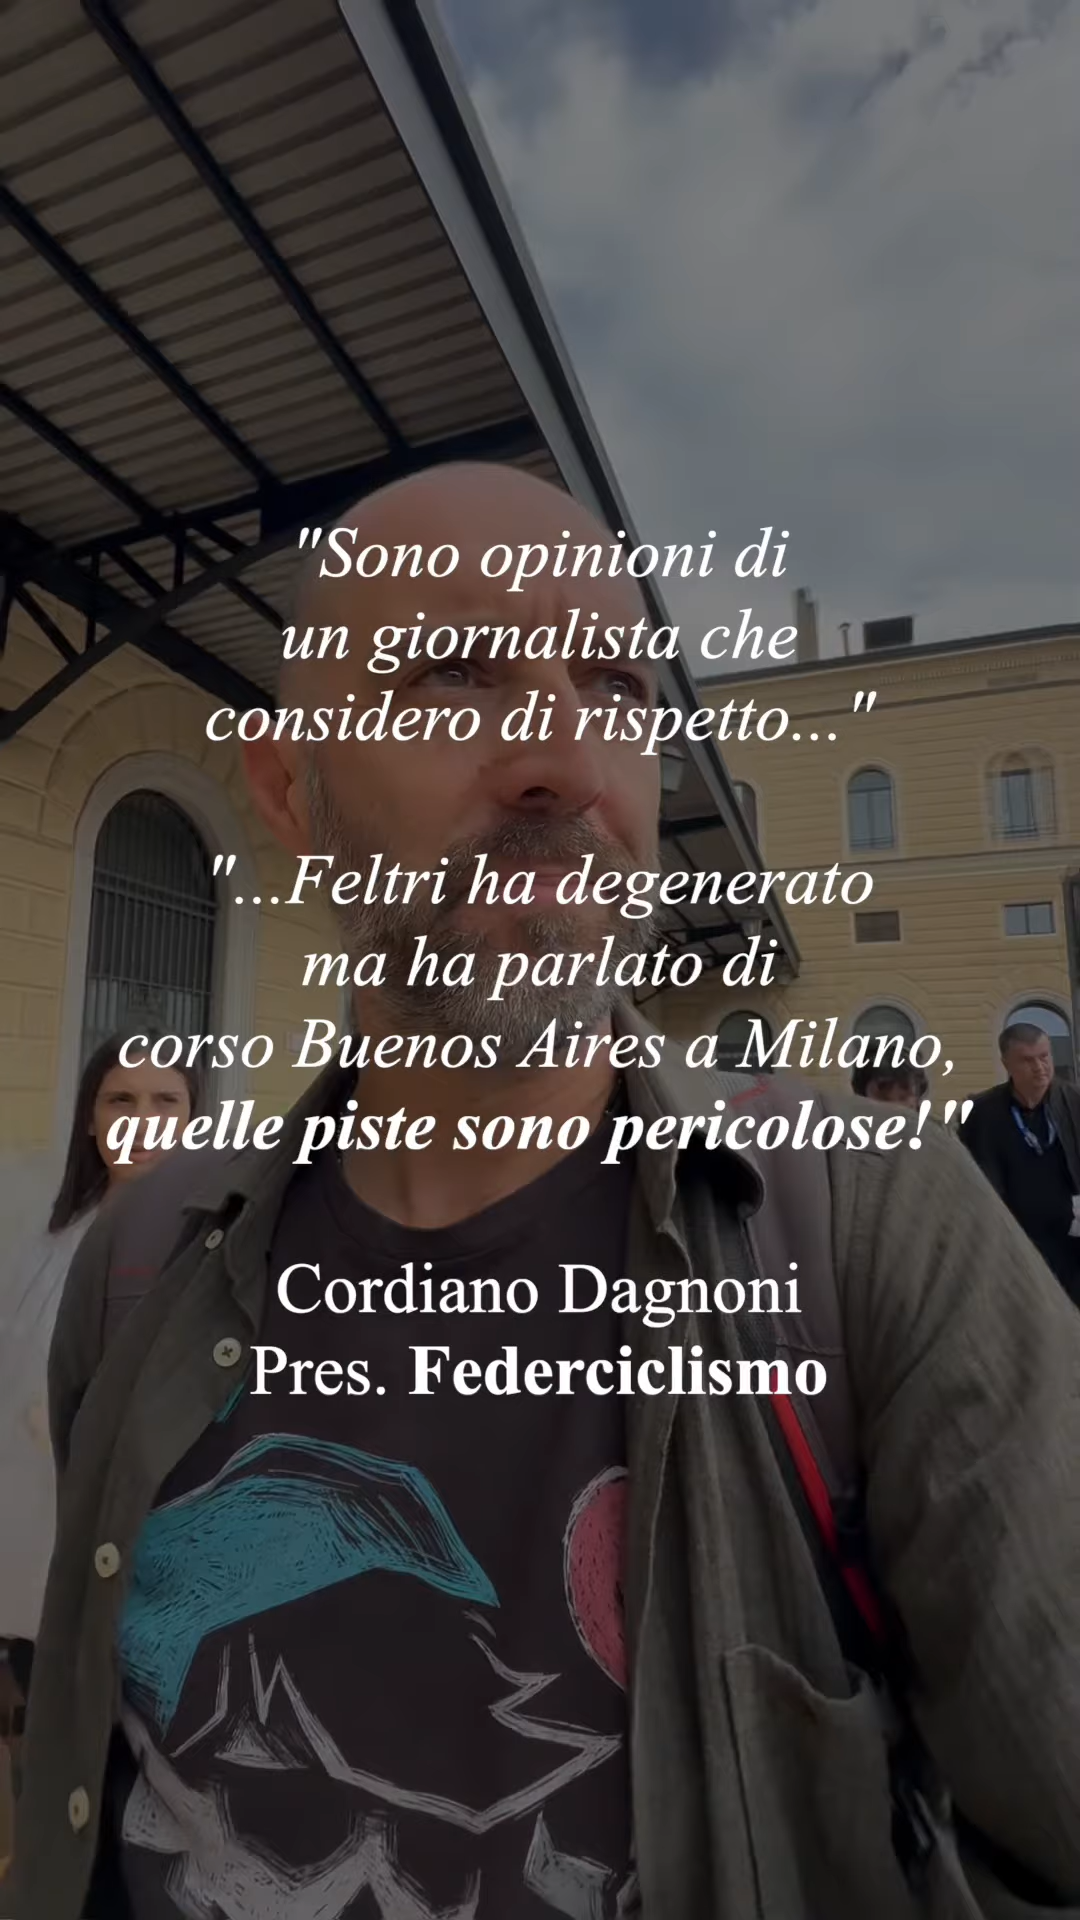 "Sono opinioni di
un giornalista che
considero di rispetto..."
"...Feltri ha degenerato
ma ha parlato di
corso Buenos Aires a Milano,
quelle piste sono pericolose!"
Cordiano Dagnoni
Pres. Federciclismo